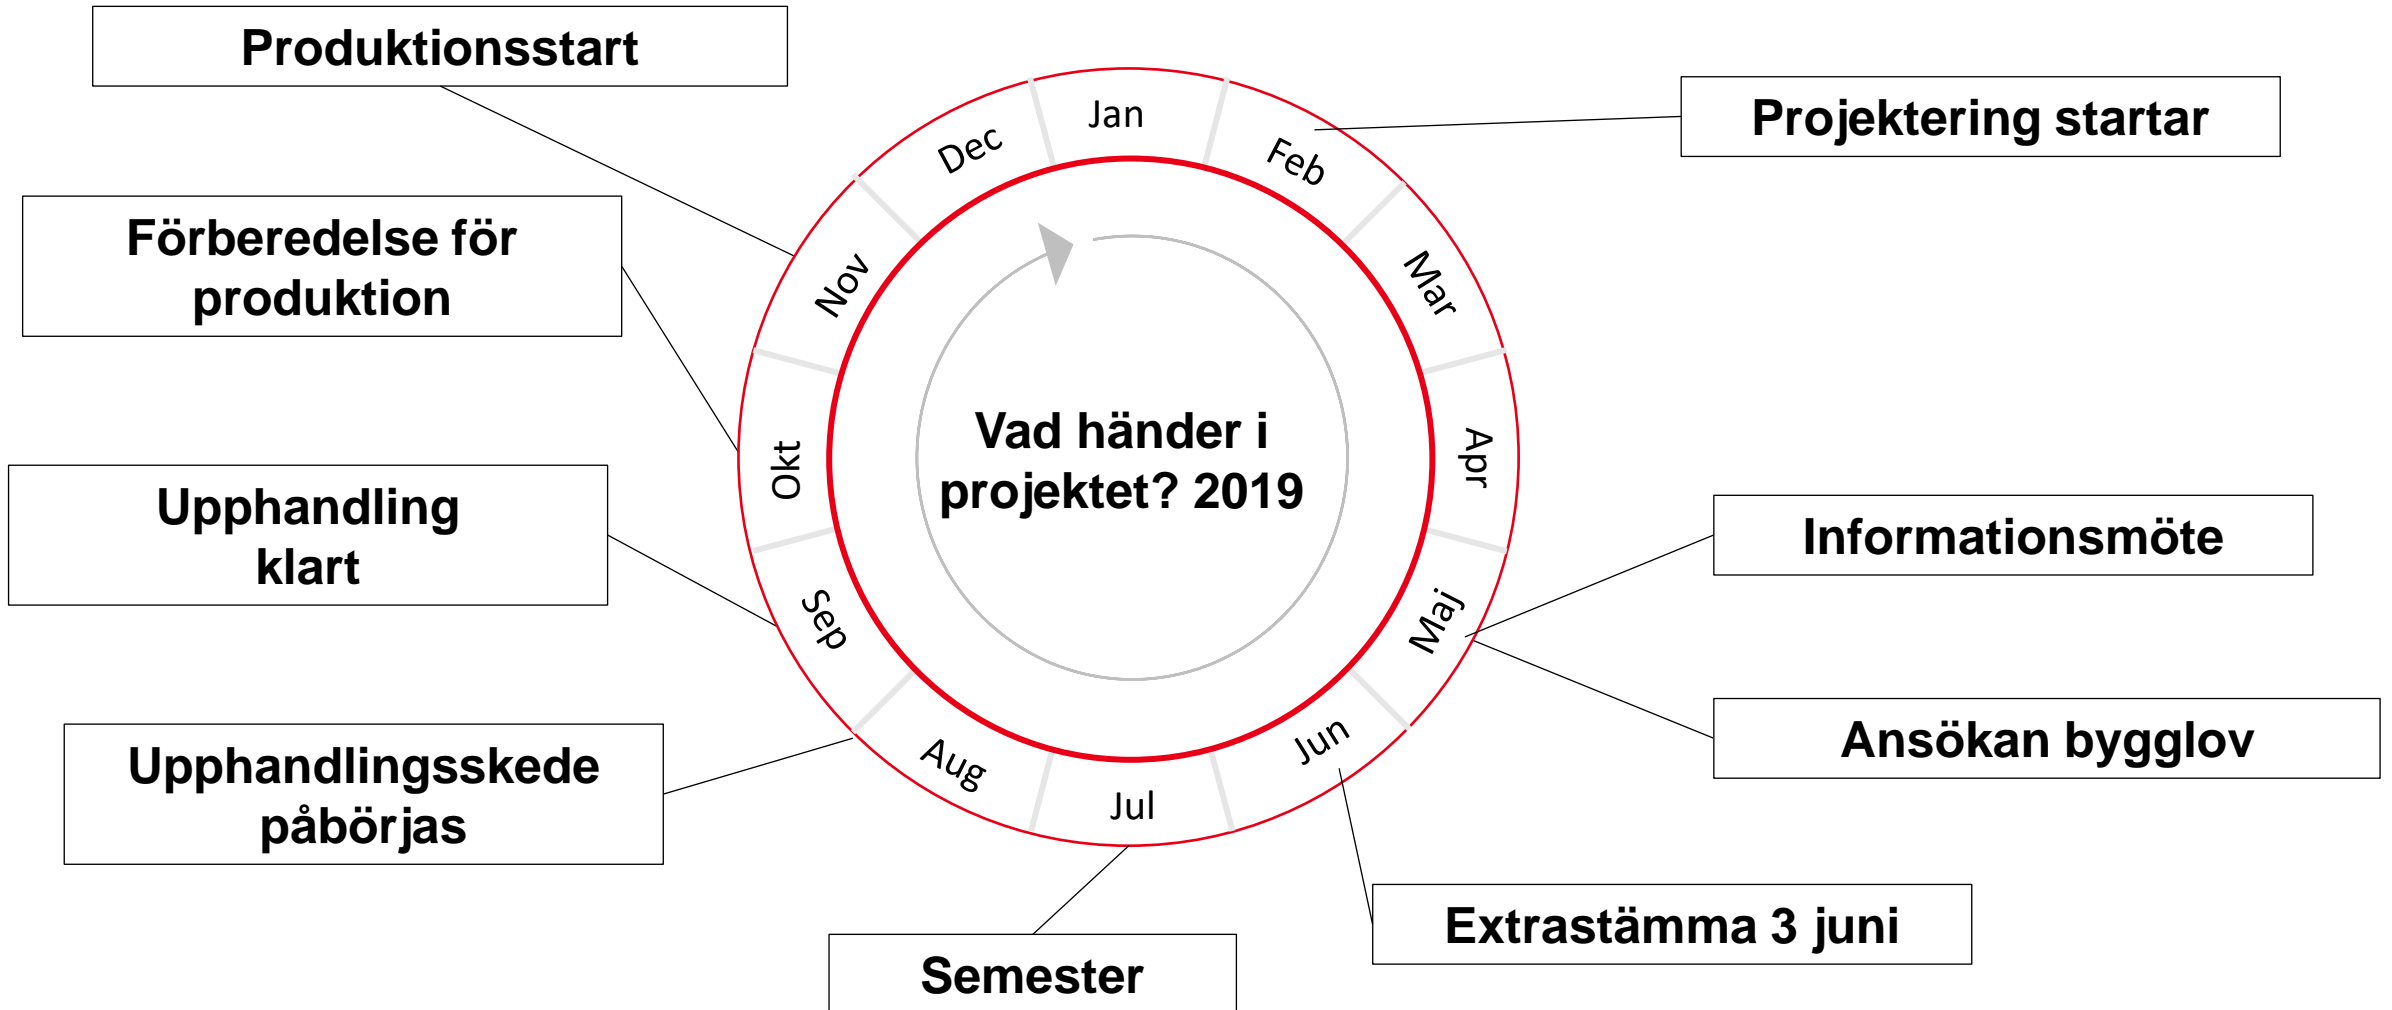 Produktionsstart
Projektering startar
Förberedelse för
produktion
Upphandling
klart
Upphandlingsskede
påbörjas
Semester
Extrastämma 3 juni
Ansökan bygglov
Informationsmöte
Jan
Feb
Mar
Apr
Maj
Jun
Jul
Aug
Sep
Okt
Nov
Dec
Vad händer i
projektet? 2019